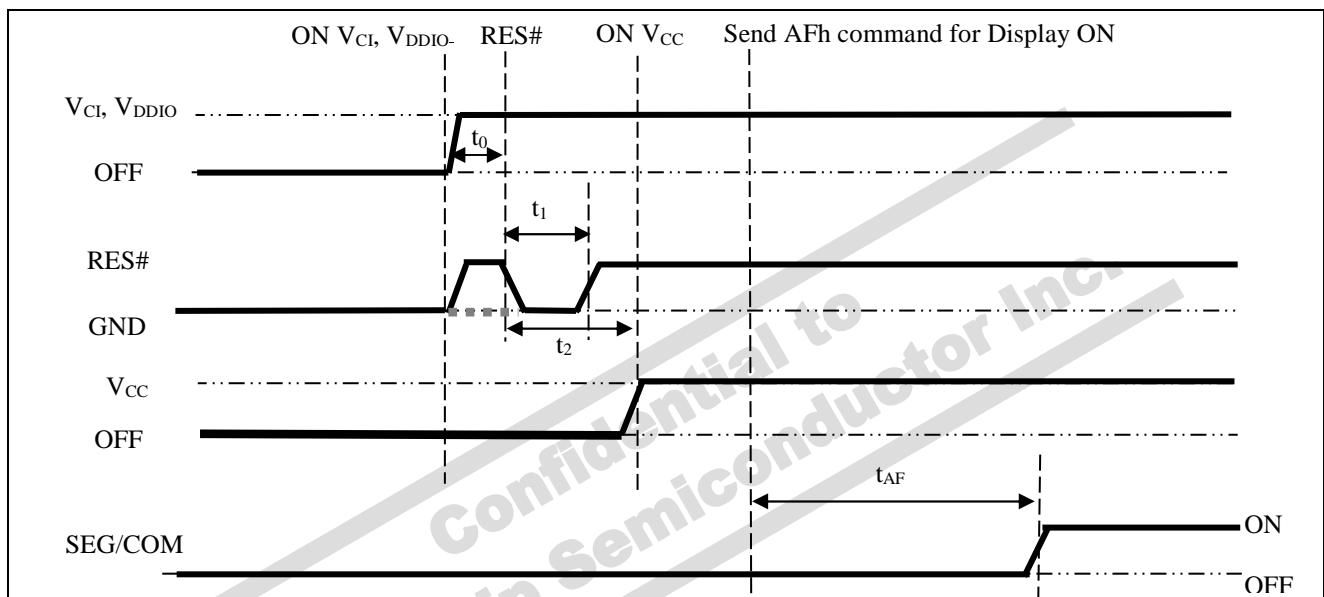 ON VCI, VDDIO- RES# ON VCC Send AFh command for Display ON
VCI, VDDIO
t0
OFF
t1
RES#
GND
t2
VCC
OFF
tAF
SEG/COM
ON
OFF
Confidential to
Semiconductor Inc.